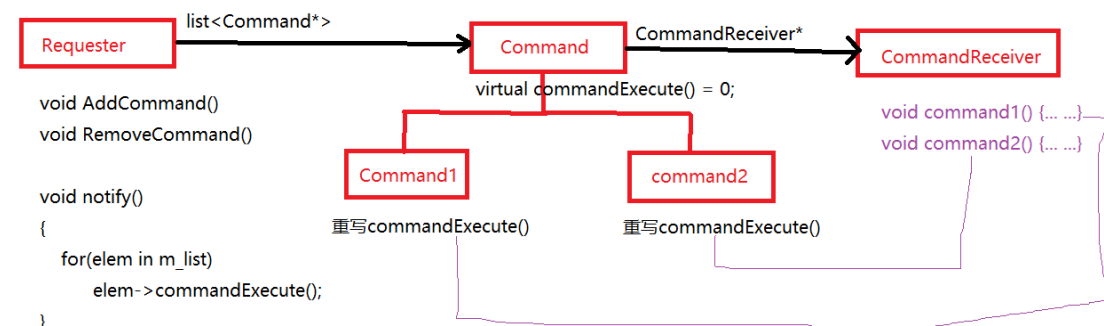 list<Command*>
Requester
Command
CommandReceiver*
CommandReceiver
virtual commandExecute() = 0;
void AddCommand()
void RemoveCommand()
void command1() {... ...}
void command2() {... ...}
Command1
command2
void notify()
{
for(elem in m_list)
elem->commandExecute();
}
重写commandExecute()
重写commandExecute()